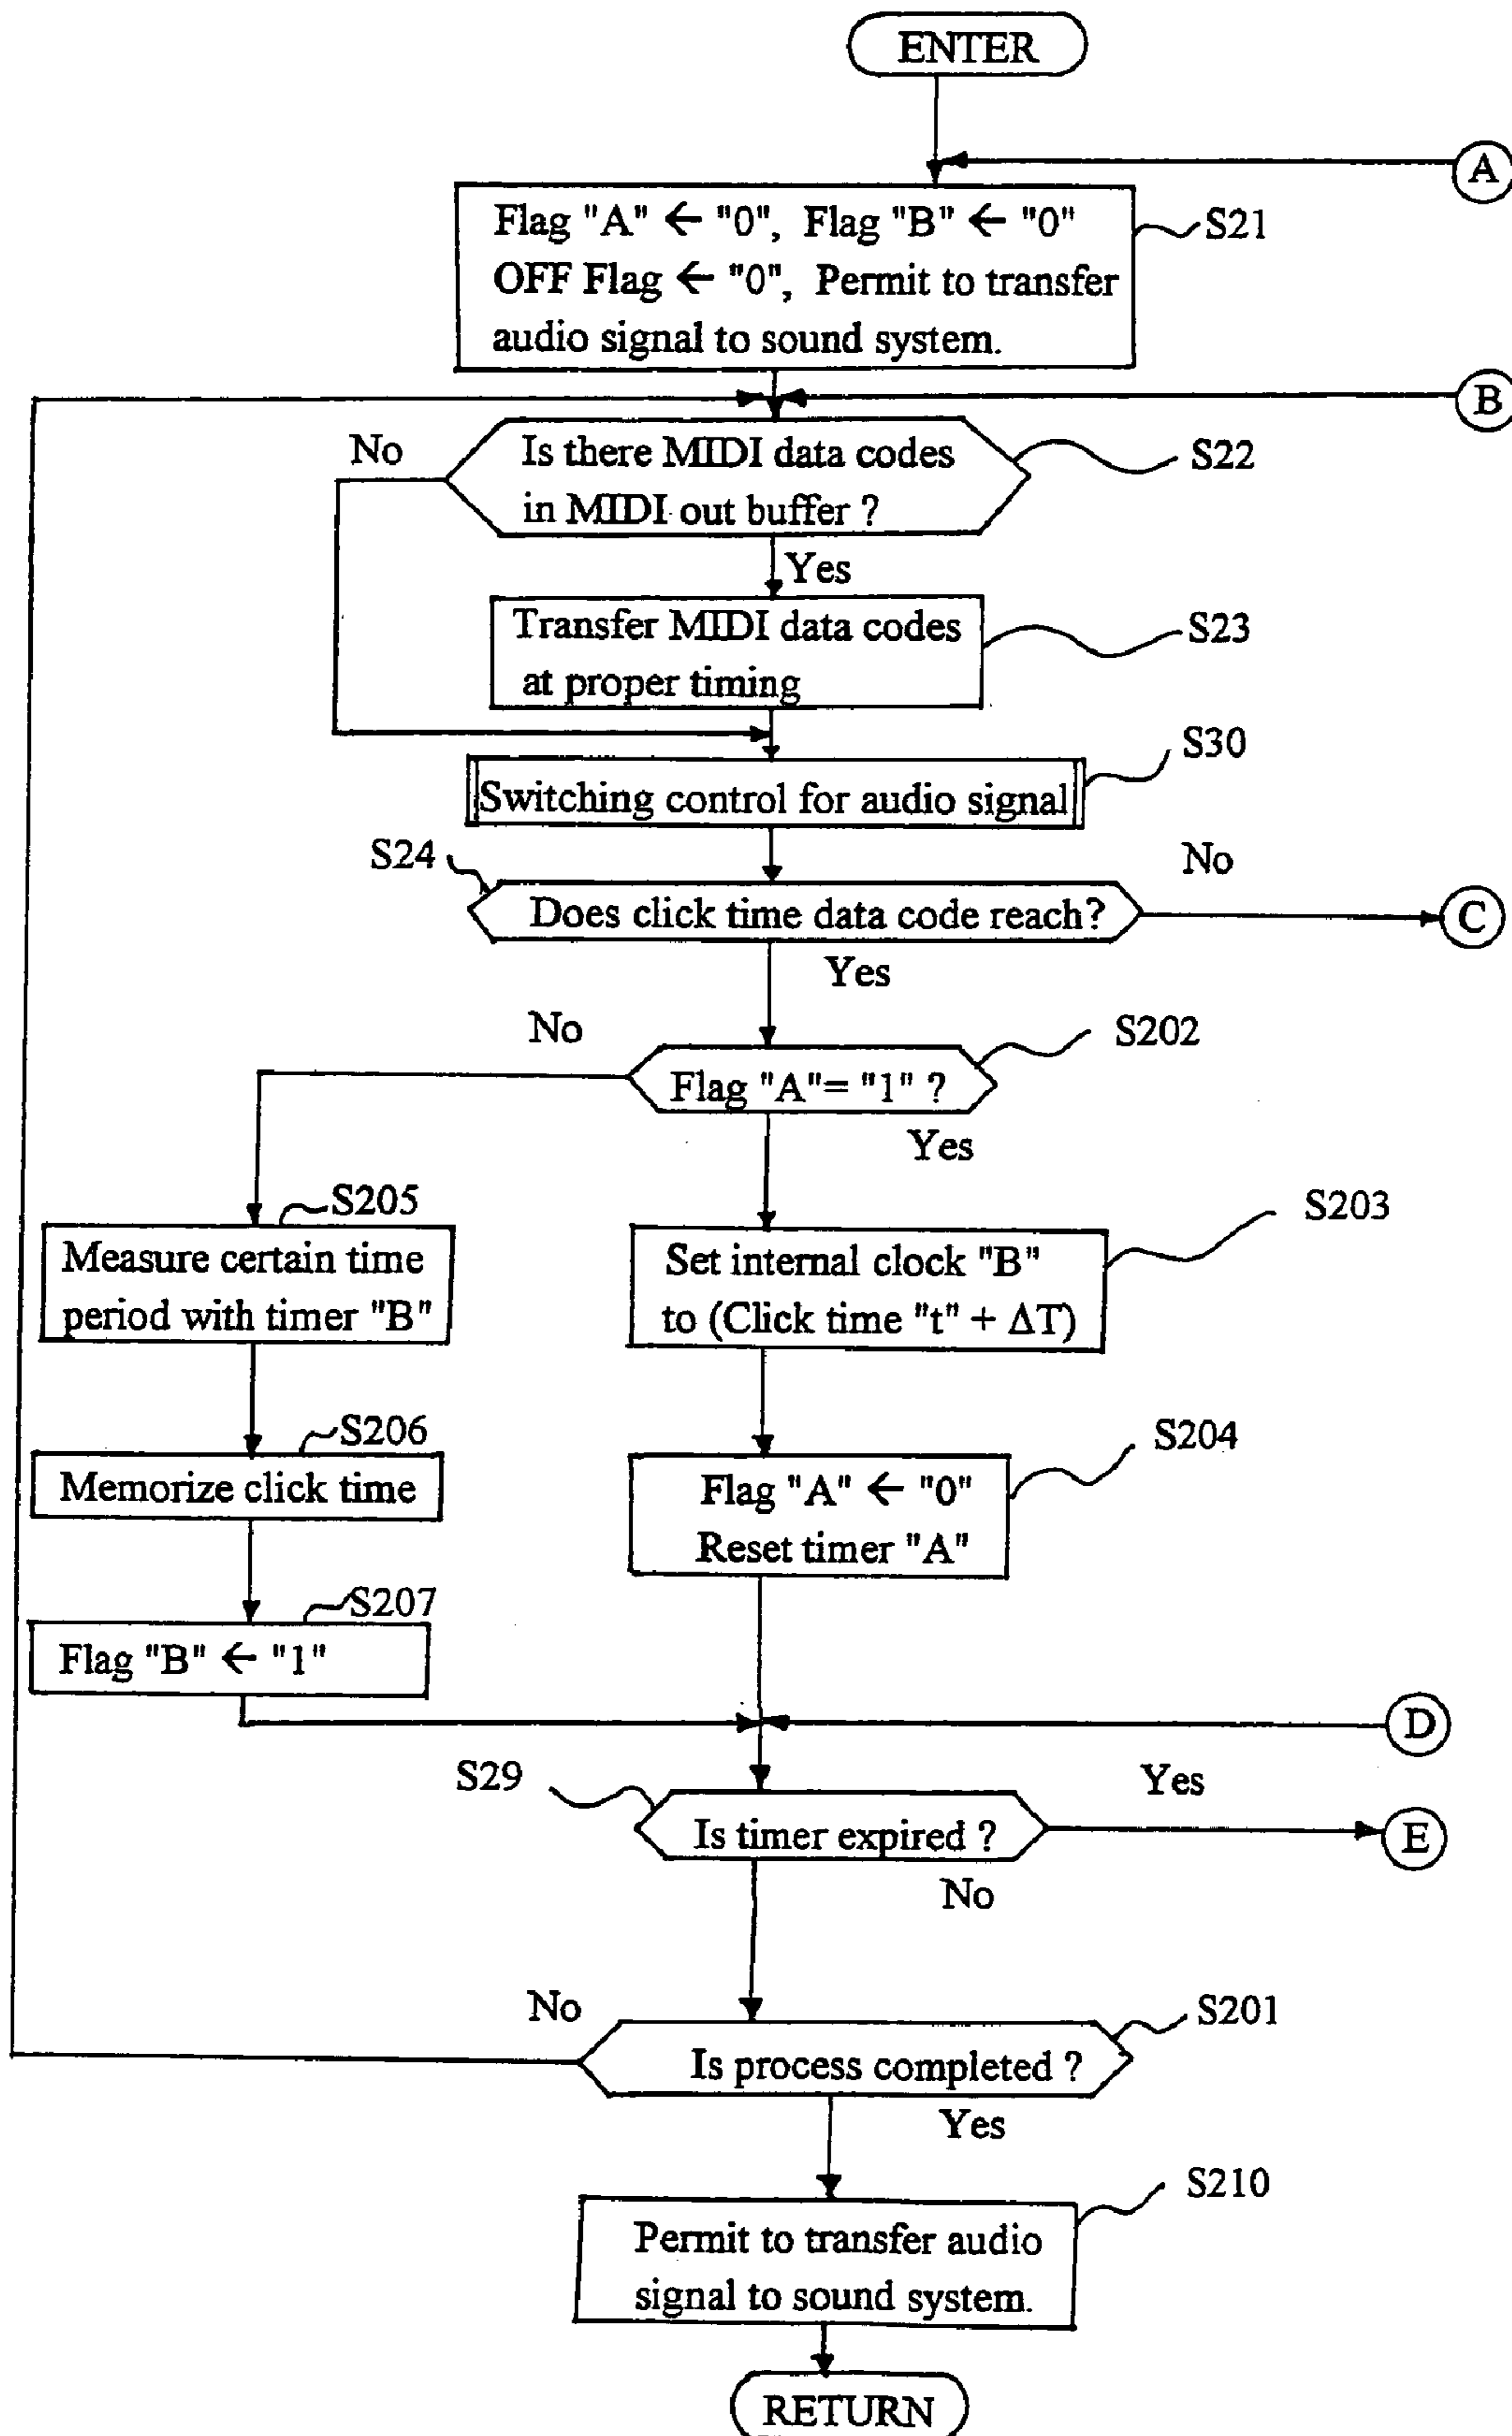 ENTER
A
Flag "A" ← "0", Flag "B" ← "0"
OFF Flag ← "0", Permit to transfer
audio signal to sound system.
S21
B
No
Is there MIDI data codes
in MIDI out buffer ?
S22
Yes
Transfer MIDI data codes
at proper timing
S23
S30
Switching control for audio signal
S24
No
Does click time data code reach?
C
Yes
No
S202
Flag "A"= "1" ?
Yes
S205
Measure certain time
period with timer "B"
S203
Set internal clock "B"
to (Click time "t" + ΔT)
S206
Memorize click time
S204
Flag "A" ← "0"
Reset timer "A"
S207
Flag "B" ← "1"
D
S29
Yes
Is timer expired ?
E
No
No
S201
Is process completed ?
Yes
S210
Permit to transfer audio
signal to sound system.
RETURN